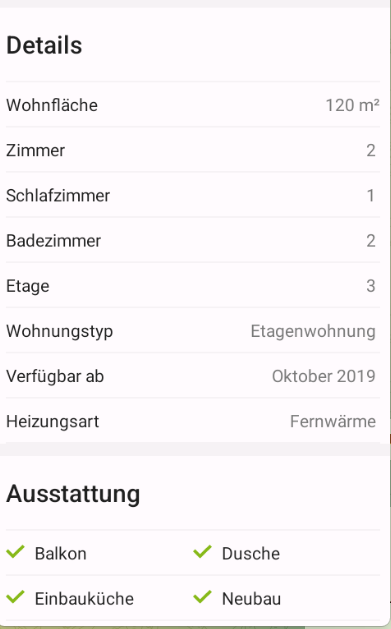 Details
Wohnfläche 120 m²
Zimmer 2
Schlafzimmer 1
Badezimmer 2
Etage 3
Wohnungstyp Etagenwohnung
Verfügbar ab Oktober 2019
Heizungsart Fernwärme
Ausstattung
Balkon Dusche
Einbauküche Neubau